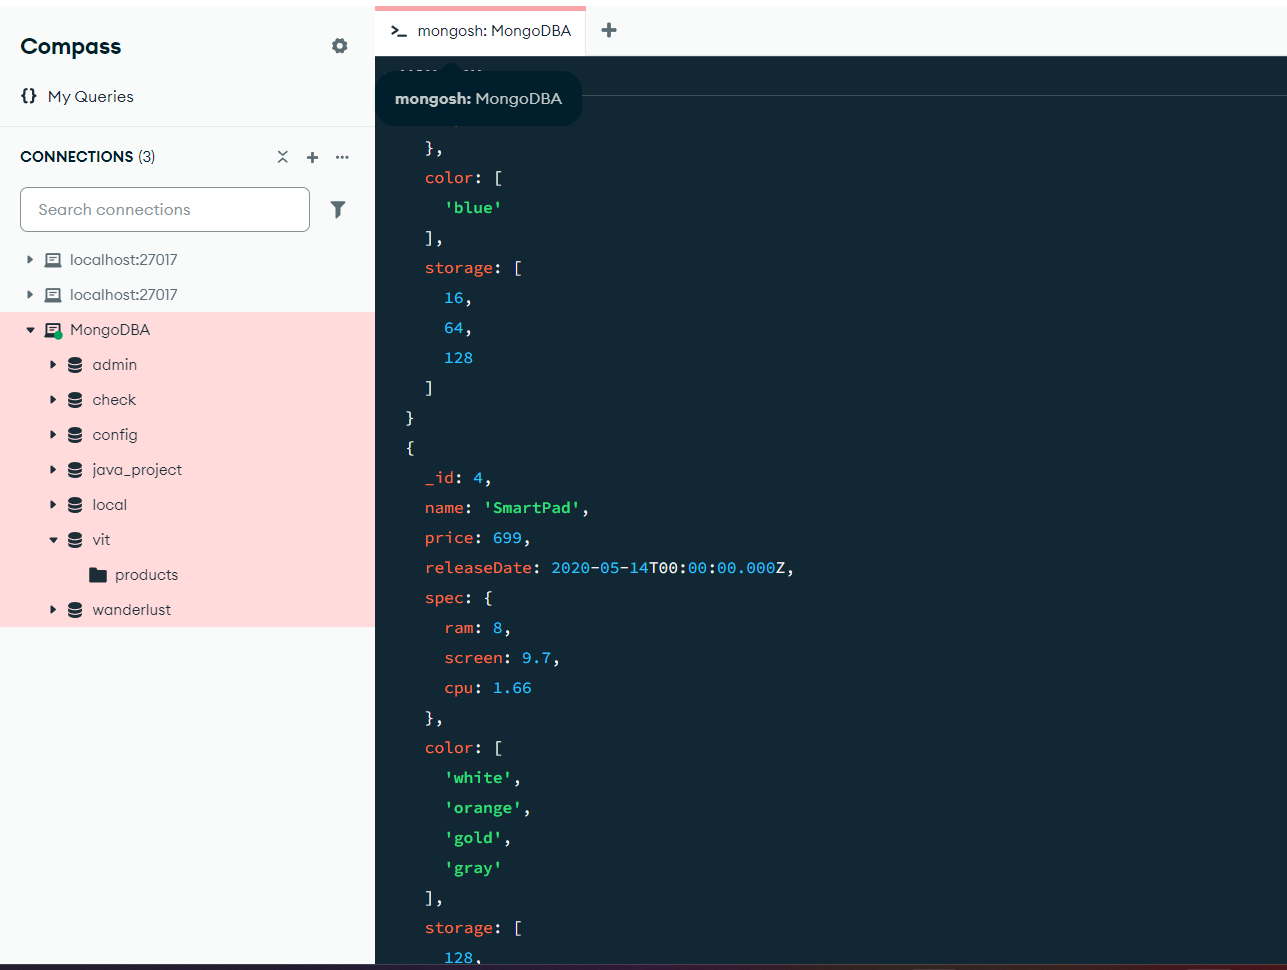 Compass
{} My Queries
CONNECTIONS (3)
Search connections
localhost:27017
localhost:27017
MongoDBA
admin
check
config
java_project
local
vit
products
wanderlust
>_ mongosh: MongoDBA
mongosh: MongoDBA
},
color: [
'blue'
],
storage: [
16,
64,
128
]
}
{
_id: 4,
name: 'SmartPad',
price: 699,
releaseDate: 2020-05-14T00:00:00.000Z,
spec: {
ram: 8,
screen: 9.7,
cpu: 1.66
},
color: [
'white',
'orange',
'gold',
'gray'
],
storage: [
128,